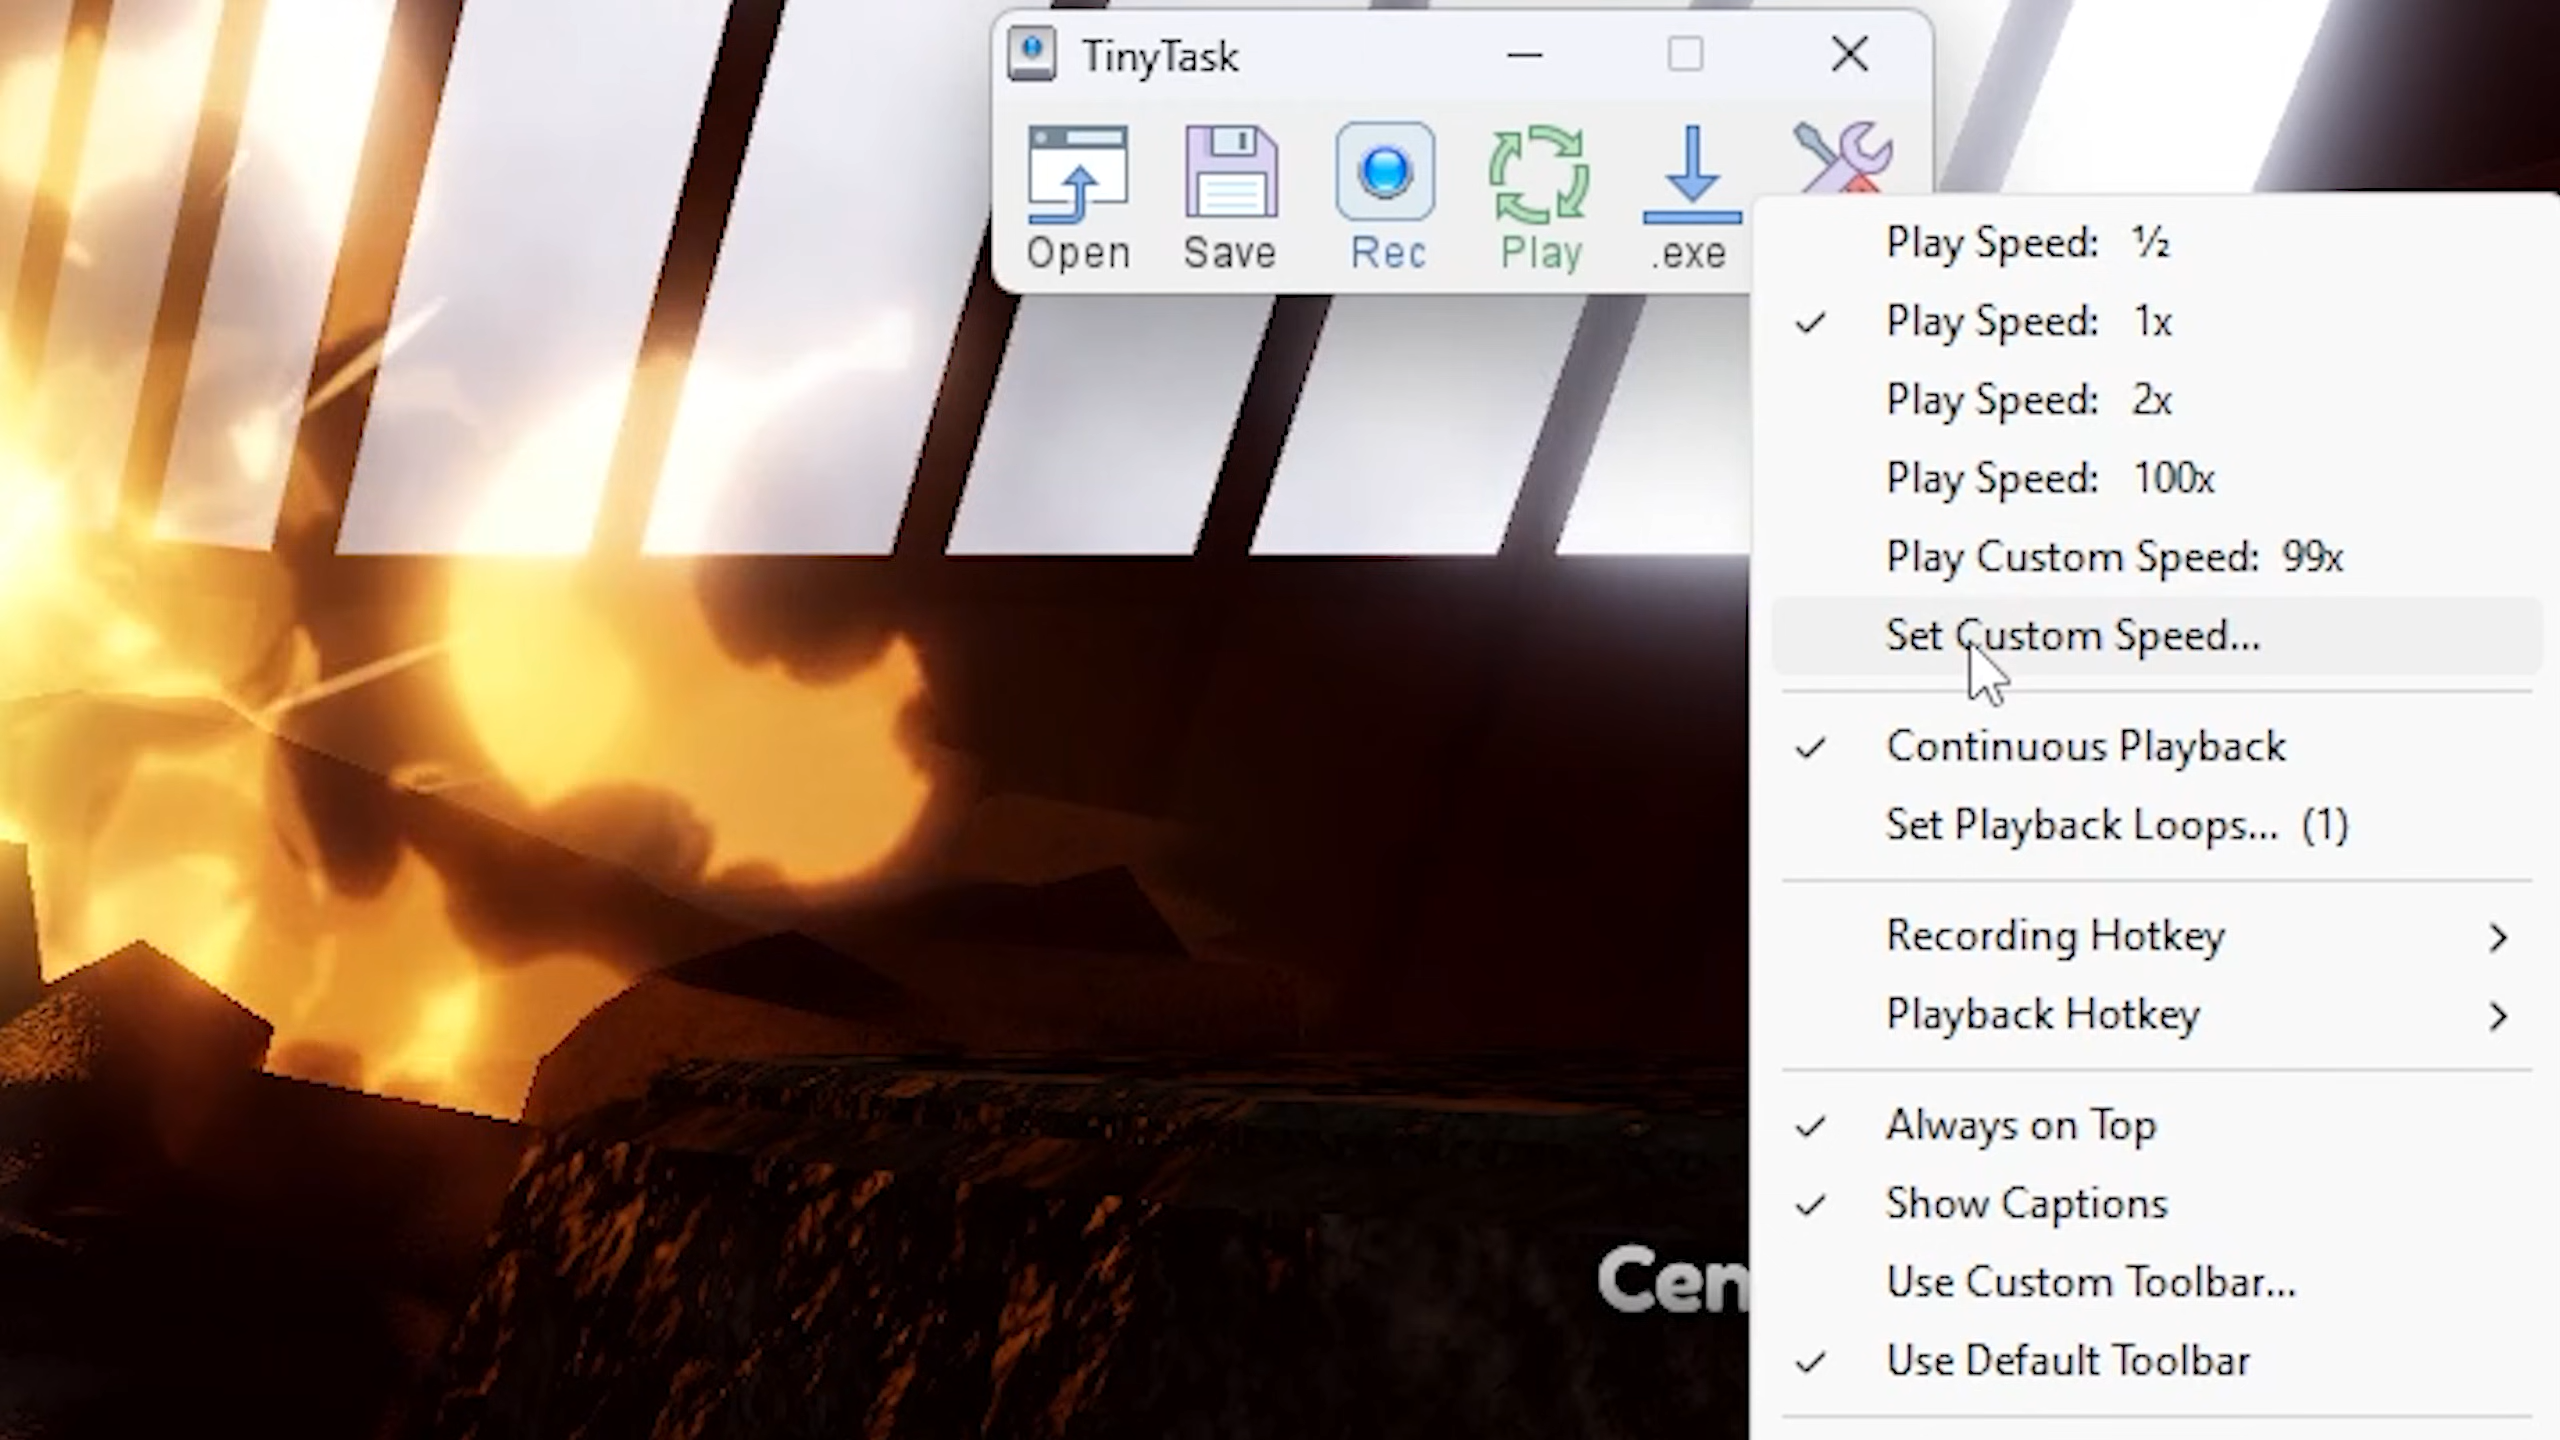 TinyTask
Open Save Rec Play .exe
Play Speed: ½
Play Speed: 1x
Play Speed: 2x
Play Speed: 100x
Play Custom Speed: 99x
Set Custom Speed...
Continuous Playback
Set Playback Loops... (1)
Recording Hotkey
Playback Hotkey
Always on Top
Show Captions
Cen
Use Custom Toolbar...
Use Default Toolbar